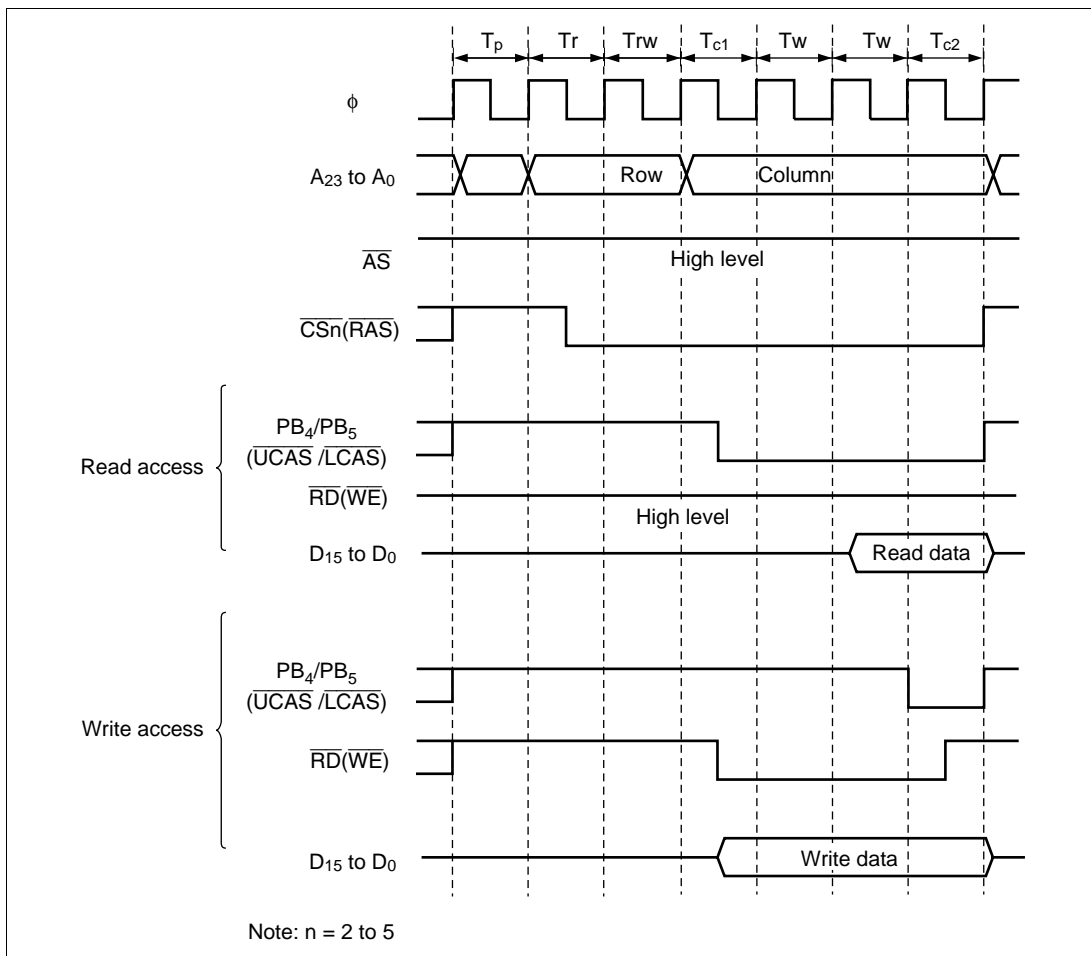 Tp Tr Trw Tc1 Tw Tw Tc2
φ
A23 to A0 Row Column
AS High level
CSn(RAS)
Read access
PB4/PB5
(UCAS /LCAS)
RD(WE)
High level
D15 to D0 Read data
Write access
PB4/PB5
(UCAS /LCAS)
RD(WE)
D15 to D0 Write data
Note: n = 2 to 5